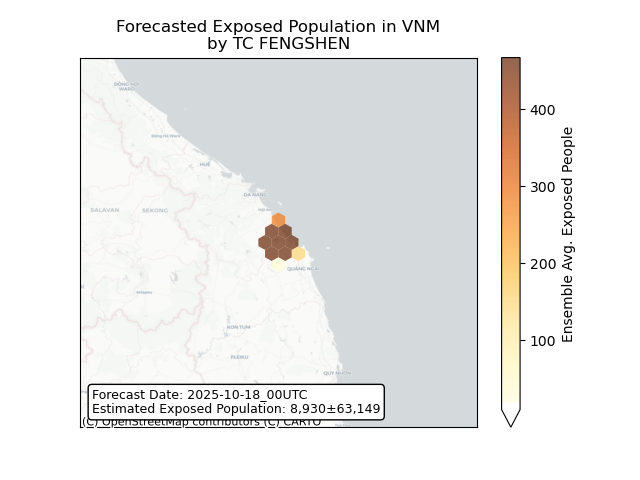 Forecasted Exposed Population in VNM
by TC FENGSHEN
HUẾ
SALAVAN
SEKONG
QUẢNG NGÃI
KON TUM
PLEIKU
QUY NHƠN
400
300
200
100
Ensemble Avg. Exposed People
Forecast Date: 2025-10-18_00UTC
Estimated Exposed Population: 8,930±63,149
(C) OpenStreetMap contributors (C) CARTO